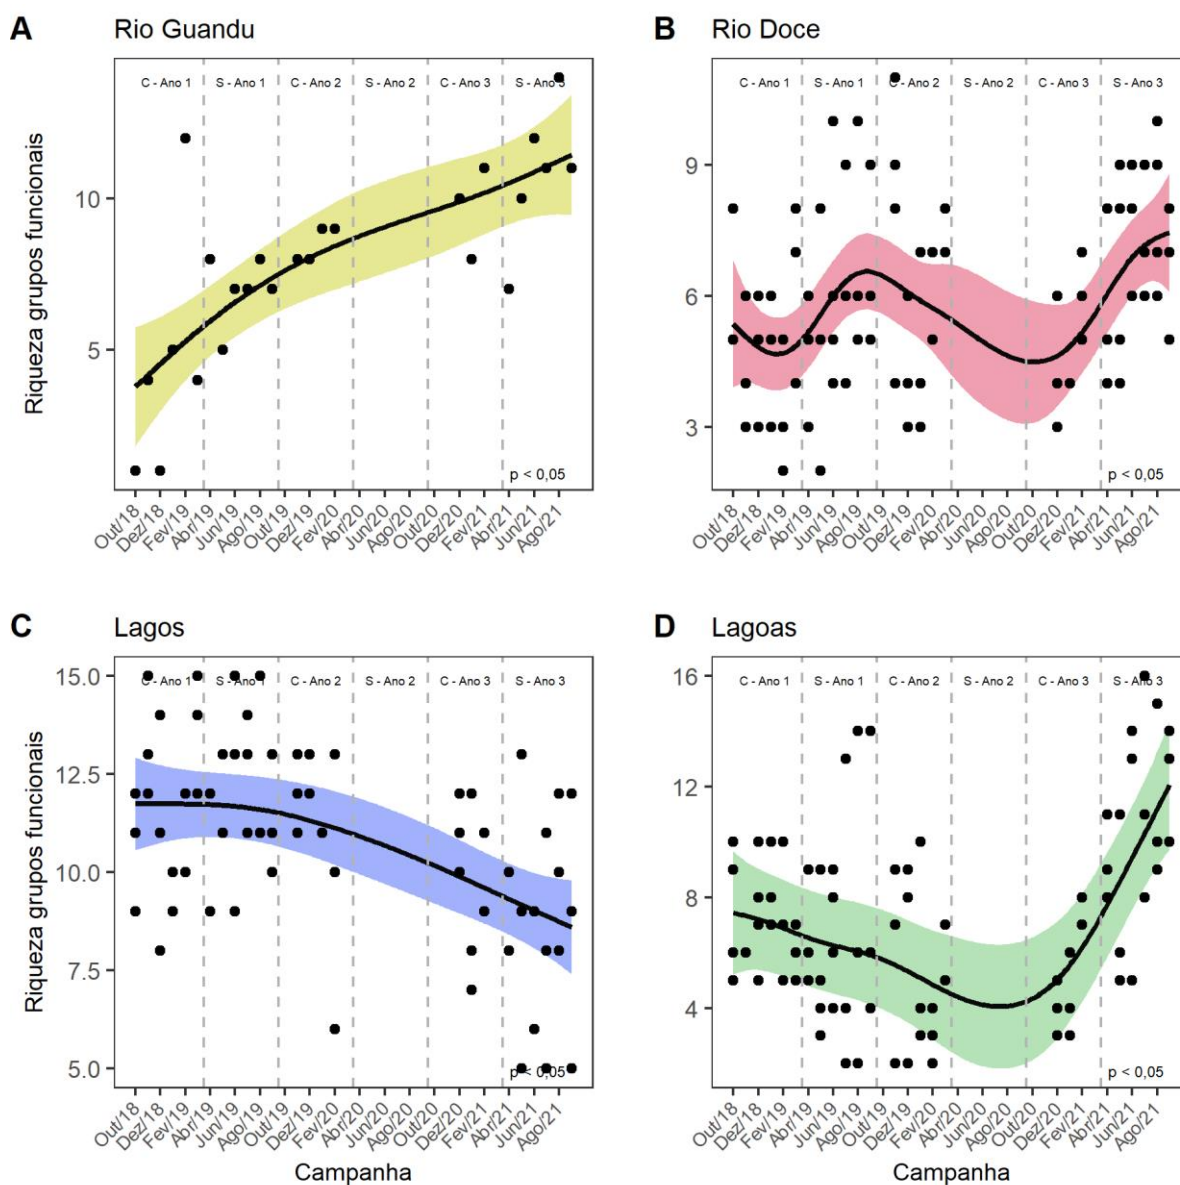 A Rio Guandu
C - Ano 1 S - Ano 1 C - Ano 2 S - Ano 2 C - Ano 3 S - Ano 3
Riqueza grupos funcionais
10
5
p < 0,05
Out/18 Dez/18 Fev/19 Abr/19 Jun/19 Ago/19 Out/19 Dez/19 Fev/20 Abr/20 Jun/20 Ago/20 Out/20 Dez/20 Fev/21 Abr/21 Jun/21 Ago/21
B Rio Doce
C - Ano 1 S - Ano 1 C - Ano 2 S - Ano 2 C - Ano 3 S - Ano 3
9
6
3
p < 0,05
Out/18 Dez/18 Fev/19 Abr/19 Jun/19 Ago/19 Out/19 Dez/19 Fev/20 Abr/20 Jun/20 Ago/20 Out/20 Dez/20 Fev/21 Abr/21 Jun/21 Ago/21
C Lagos
C - Ano 1 S - Ano 1 C - Ano 2 S - Ano 2 C - Ano 3 S - Ano 3
Riqueza grupos funcionais
15.0
12.5
10.0
7.5
5.0
p < 0,05
Out/18 Dez/18 Fev/19 Abr/19 Jun/19 Ago/19 Out/19 Dez/19 Fev/20 Abr/20 Jun/20 Ago/20 Out/20 Dez/20 Fev/21 Abr/21 Jun/21 Ago/21
Campanha
D Lagoas
C - Ano 1 S - Ano 1 C - Ano 2 S - Ano 2 C - Ano 3 S - Ano 3
16
12
8
4
p < 0,05
Out/18 Dez/18 Fev/19 Abr/19 Jun/19 Ago/19 Out/19 Dez/19 Fev/20 Abr/20 Jun/20 Ago/20 Out/20 Dez/20 Fev/21 Abr/21 Jun/21 Ago/21
Campanha